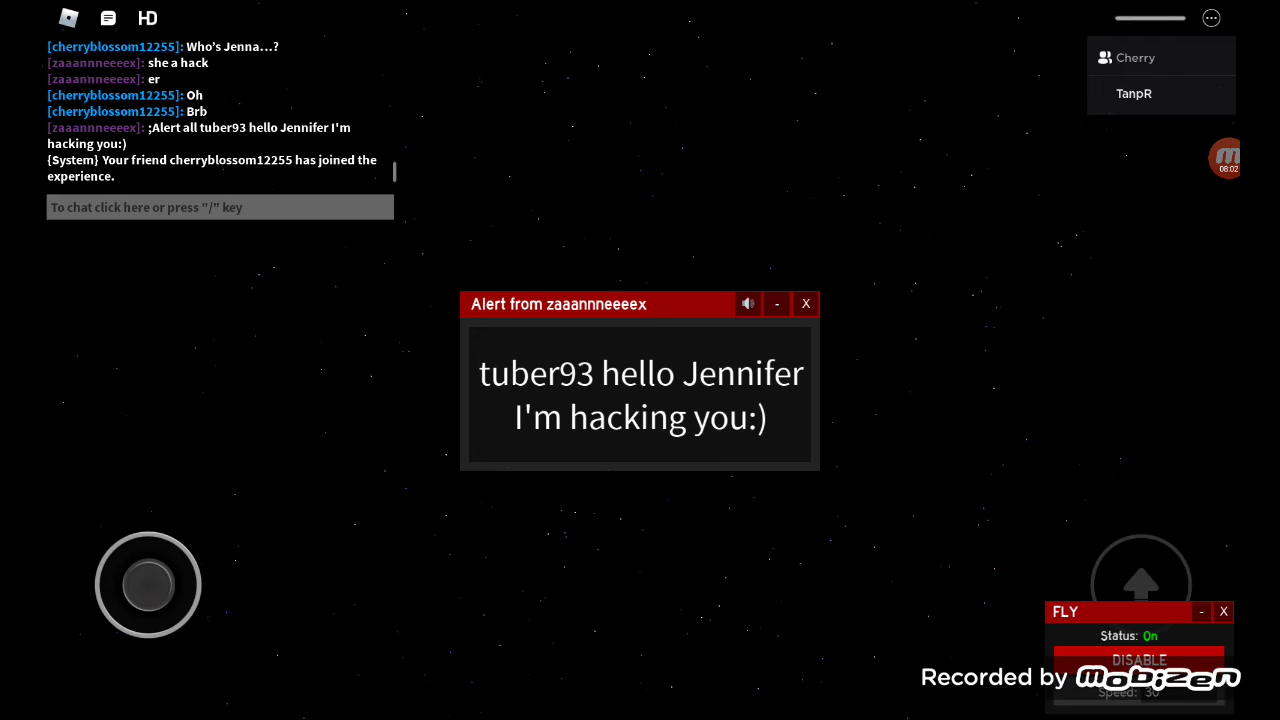 HD
[cherryblossom12255]: Who's Jenna...?
[zaaannneeeex]: she a hack
[zaaannneeeex]: er
[cherryblossom12255]: Oh
[cherryblossom12255]: Brb
[zaaannneeeex]: ;Alert all tuber93 hello Jennifer I'm
hacking you:)
{System} Your friend cherryblossom12255 has joined the
experience.
To chat click here or press "/" key
Cherry
TanpR
06:02
Alert from zaaannneeeex
- X
tuber93 hello Jennifer
I'm hacking you:)
FLY - X
Status: On
DISABLE
Speed: 30
Recorded by mobizen